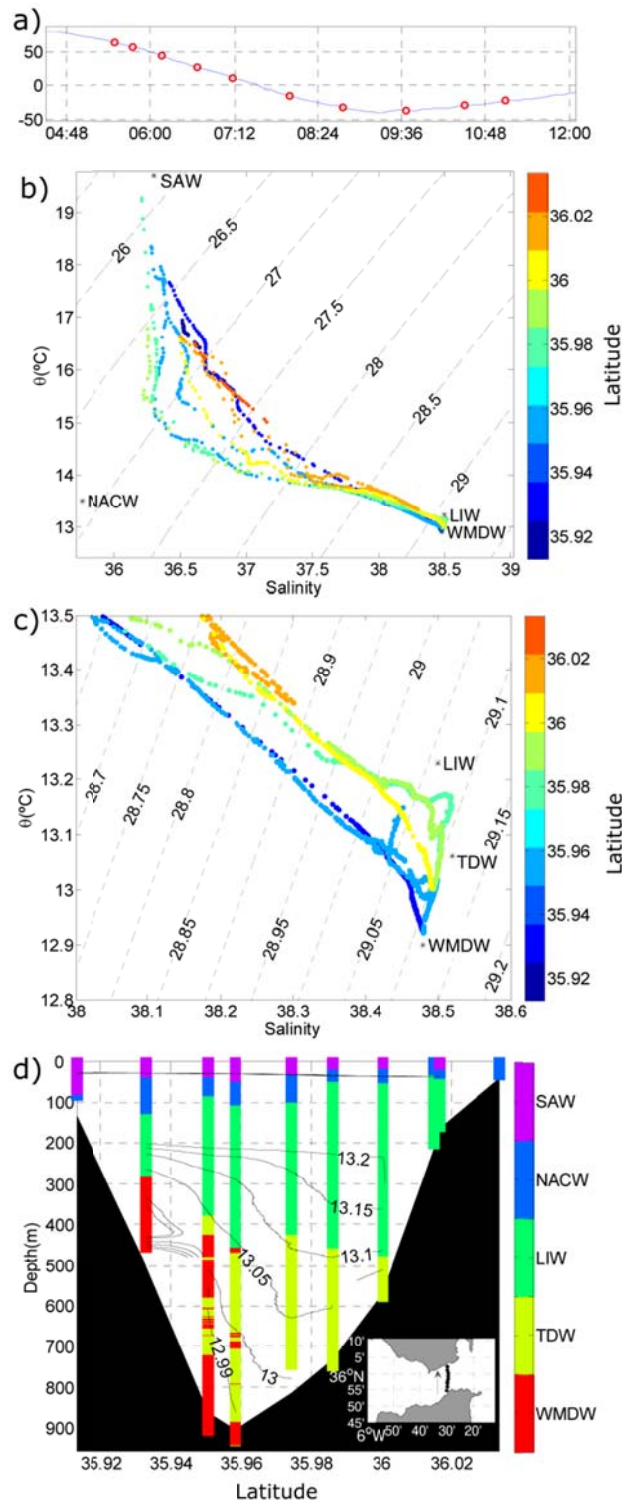 a)
50
0
-50
04:48 06:00 07:12 08:24 09:36 10:48 12:00
b)
SAW
19
18
17
16
15
14
13
θ(ºC)
26
26.5
27
27.5
28
28.5
29
NACW
LIW
WMDW
36 36.5 37 37.5 38 38.5 39
Salinity
36.02
36
35.98
35.96
35.94
35.92
Latitude
c)
13.5
13.4
13.3
13.2
13.1
13
12.9
12.8
θ(ºC)
28.7
28.75
28.8
28.85
28.9
28.95
29
29.05
29.1
29.15
29.2
LIW
TDW
WMDW
38 38.1 38.2 38.3 38.4 38.5 38.6
Salinity
36.02
36
35.98
35.96
35.94
35.92
Latitude
d)
0
100
200
300
400
500
600
700
800
900
Depth(m)
13.2
13.15
13.1
13.05
13
12.99
10'
5'
36°N
55'
50'
45'
6°W 50' 40' 30' 20' 10'
35.92 35.94 35.96 35.98 36 36.02
Latitude
SAW
NACW
LIW
TDW
WMDW